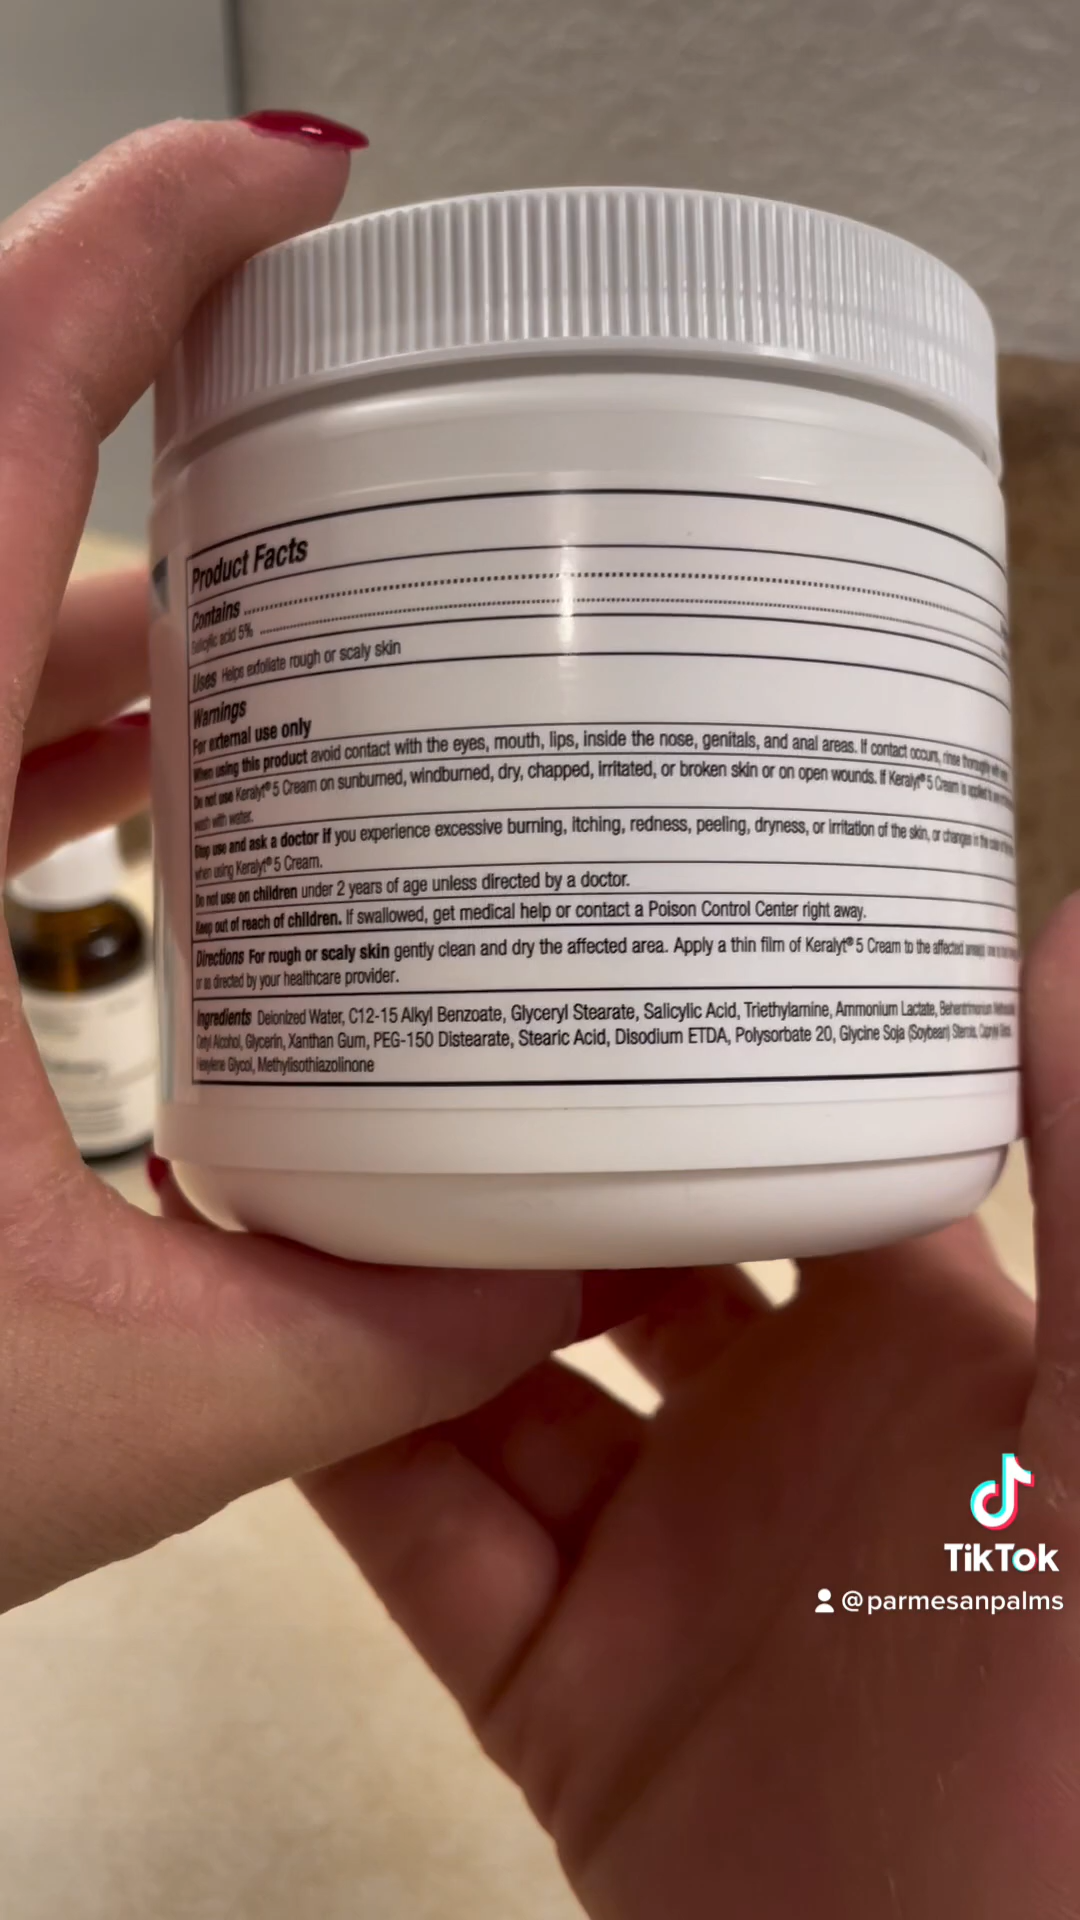 Product Facts
Contains
Salicylic acid 5%
Uses Helps exfoliate rough or scaly skin
Warnings
For external use only
When using this product avoid contact with the eyes, mouth, lips, inside the nose, genitals, and anal areas. If contact occurs, rinse thoroughly with
Do not use Keralyt® 5 Cream on sunburned, windburned, dry, chapped, irritated, or broken skin or on open wounds. If Keralyt® 5 Cream is applied to
wash with water.
Stop use and ask a doctor if you experience excessive burning, itching, redness, peeling, dryness, or irritation of the skin, or changes in the color of
when using Keralyt® 5 Cream.
Do not use on children under 2 years of age unless directed by a doctor.
Keep out of reach of children. If swallowed, get medical help or contact a Poison Control Center right away.
Directions For rough or scaly skin gently clean and dry the affected area. Apply a thin film of Keralyt® 5 Cream to the affected
or as directed by your healthcare provider.
Ingredients Deionized Water, C12-15 Alkyl Benzoate, Glyceryl Stearate, Salicylic Acid, Triethylamine, Ammonium Lactate, Behentrimonium
Cetyl Alcohol, Glycerin, Xanthan Gum, PEG-150 Distearate, Stearic Acid, Disodium ETDA, Polysorbate 20, Glycine Soja (Soybean) Sterols, Caprylyl
Hexylene Glycol, Methylisothiazolinone
TikTok
@parmesanpalms